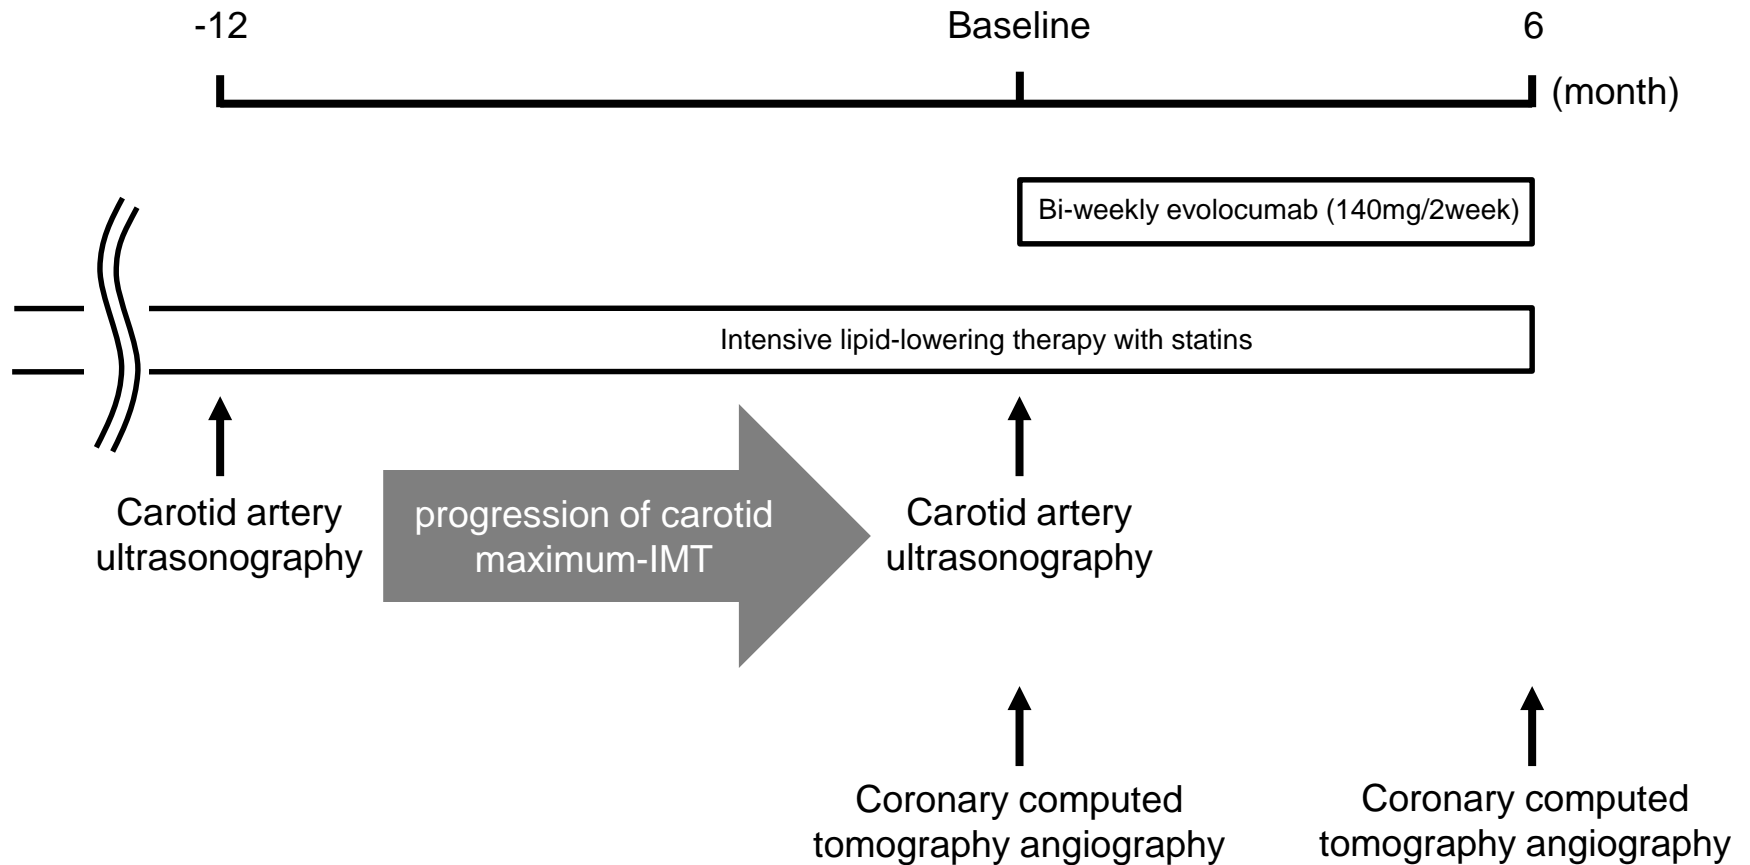 -12
Baseline
6
(month)
Bi-weekly evolocumab (140mg/2week)
Intensive lipid-lowering therapy with statins
Carotid artery
ultrasonography
progression of carotid
maximum-IMT
Carotid artery
ultrasonography
Coronary computed
tomography angiography
Coronary computed
tomography angiography